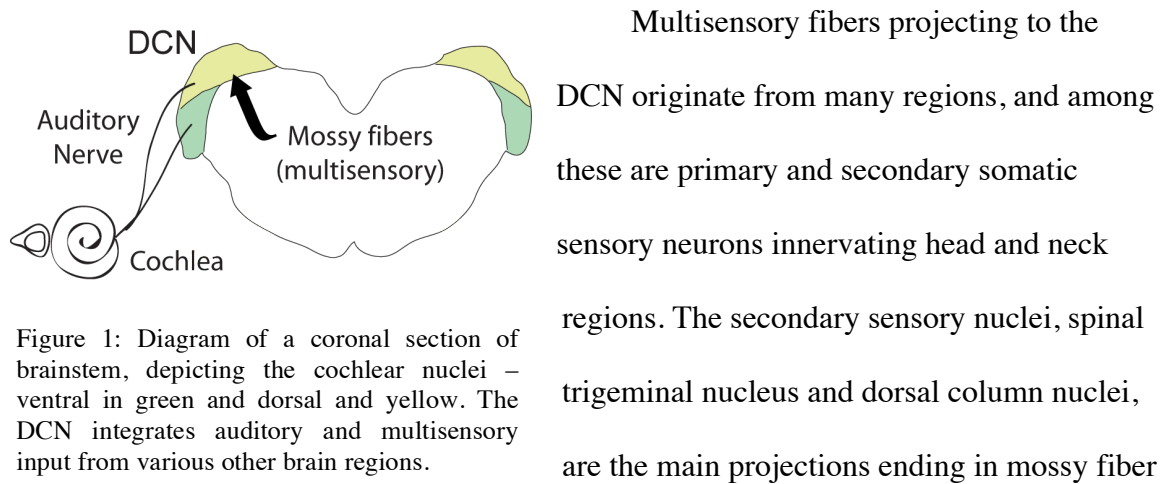 DCN
Auditory
Nerve
Mossy fibers
(multisensory)
Cochlea
Figure 1: Diagram of a coronal section of
brainstem, depicting the cochlear nuclei –
ventral in green and dorsal and yellow. The
DCN integrates auditory and multisensory
input from various other brain regions.
Multisensory fibers projecting to the
DCN originate from many regions, and among
these are primary and secondary somatic
sensory neurons innervating head and neck
regions. The secondary sensory nuclei, spinal
trigeminal nucleus and dorsal column nuclei,
are the main projections ending in mossy fiber